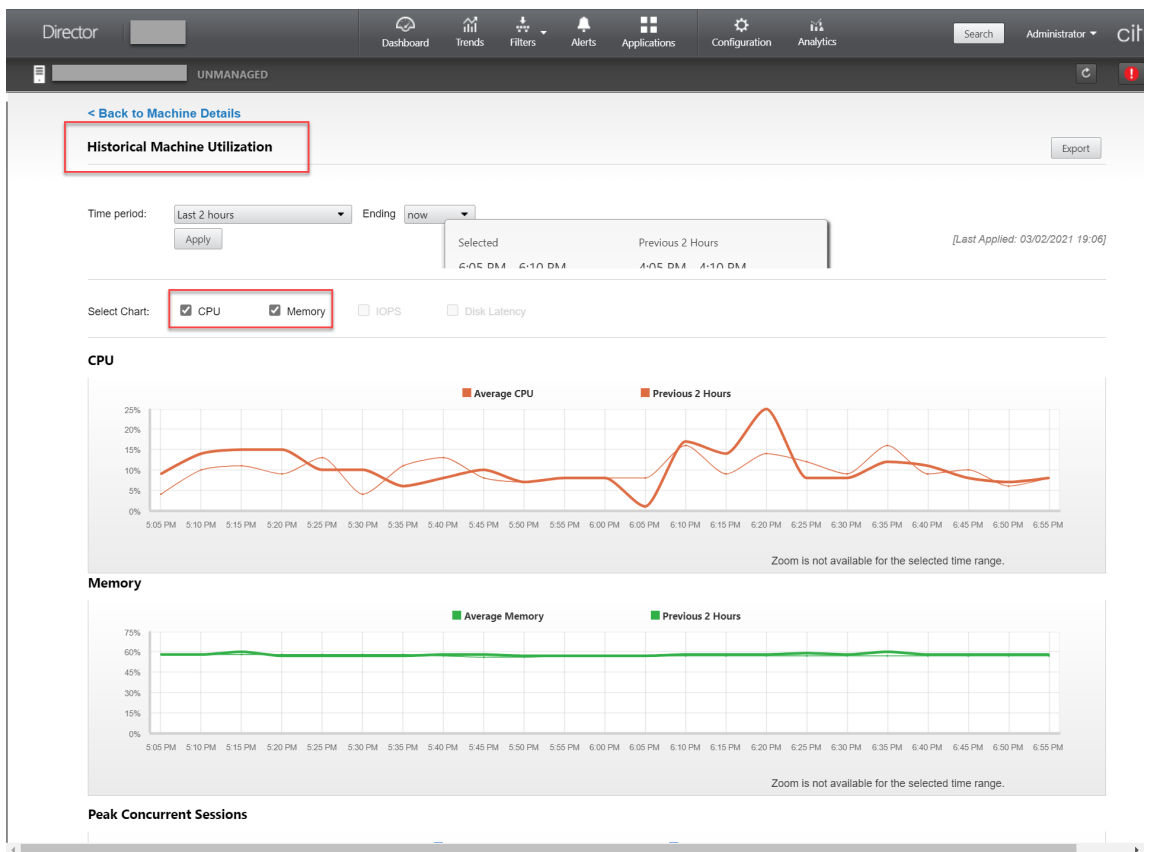 Director
Dashboard Trends Filters Alerts Applications Configuration Analytics
Search Administrator
UNMANAGED
< Back to Machine Details
Historical Machine Utilization
Export
Time period: Last 2 hours Ending now
Apply
Selected Previous 2 Hours
[Last Applied: 03/02/2021 19:06]
6:05 PM 6:10 PM 4:05 PM 4:10 PM
Select Chart: CPU Memory IOPS Disk Latency
CPU
Average CPU Previous 2 Hours
25%
20%
15%
10%
5%
0%
5:05 PM 5:10 PM 5:15 PM 5:20 PM 5:25 PM 5:30 PM 5:35 PM 5:40 PM 5:45 PM 5:50 PM 5:55 PM 6:00 PM 6:05 PM 6:10 PM 6:15 PM 6:20 PM 6:25 PM 6:30 PM 6:35 PM 6:40 PM 6:45 PM 6:50 PM 6:55 PM
Zoom is not available for the selected time range.
Memory
Average Memory Previous 2 Hours
75%
60%
45%
30%
15%
0%
5:05 PM 5:10 PM 5:15 PM 5:20 PM 5:25 PM 5:30 PM 5:35 PM 5:40 PM 5:45 PM 5:50 PM 5:55 PM 6:00 PM 6:05 PM 6:10 PM 6:15 PM 6:20 PM 6:25 PM 6:30 PM 6:35 PM 6:40 PM 6:45 PM 6:50 PM 6:55 PM
Zoom is not available for the selected time range.
Peak Concurrent Sessions